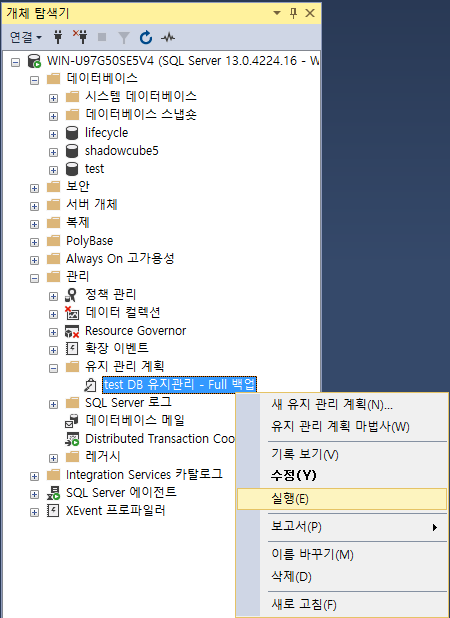 개체 탐색기
연결
WIN-U97G50SE5V4 (SQL Server 13.0.4224.16 - W
데이터베이스
시스템 데이터베이스
데이터베이스 스냅숏
lifecycle
shadowcube5
test
보안
서버 개체
복제
PolyBase
Always On 고가용성
관리
정책 관리
데이터 컬렉션
Resource Governor
확장 이벤트
유지 관리 계획
test DB 유지관리 - Full 백업
SQL Server 로그
데이터베이스 메일
Distributed Transaction Coo
레거시
Integration Services 카탈로그
SQL Server 에이전트
XEvent 프로파일러
새 유지 관리 계획(N)...
유지 관리 계획 마법사(W)
기록 보기(V)
수정(Y)
실행(E)
보고서(P)
이름 바꾸기(M)
삭제(D)
새로 고침(F)